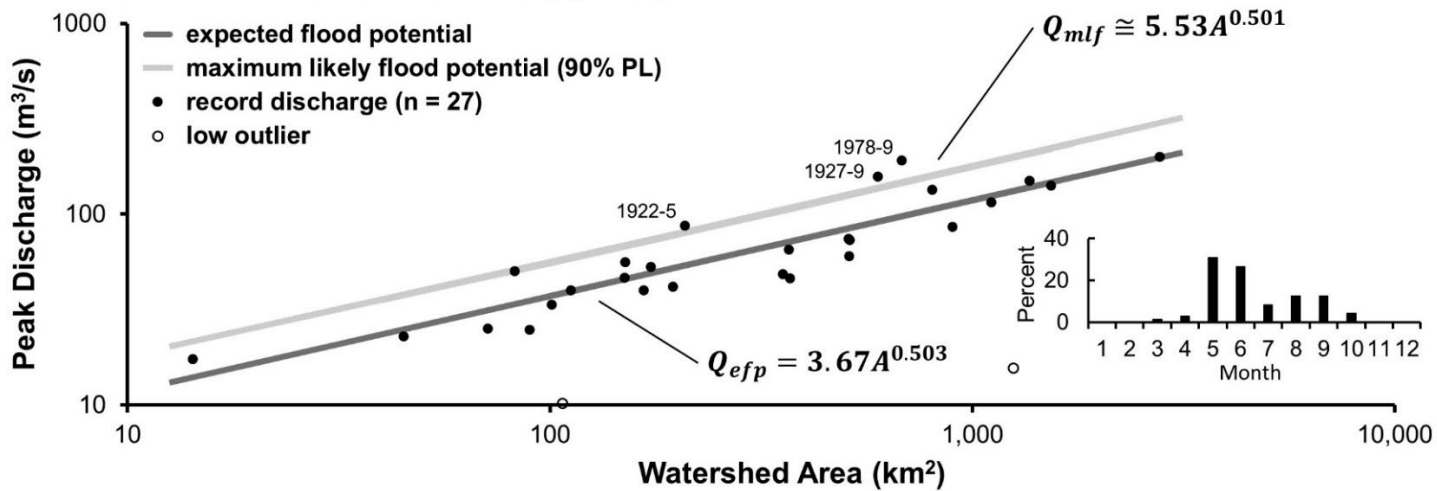 1000
100
10
Peak Discharge (m³/s)
expected flood potential
maximum likely flood potential (90% PL)
record discharge (n = 27)
low outlier
Q_mlf ≅ 5.53A^0.501
1978-9
1927-9
1922-5
Q_efp = 3.67A^0.503
Percent
40
20
0
1 2 3 4 5 6 7 8 9 10 11 12
Month
10 100 1,000 10,000
Watershed Area (km²)